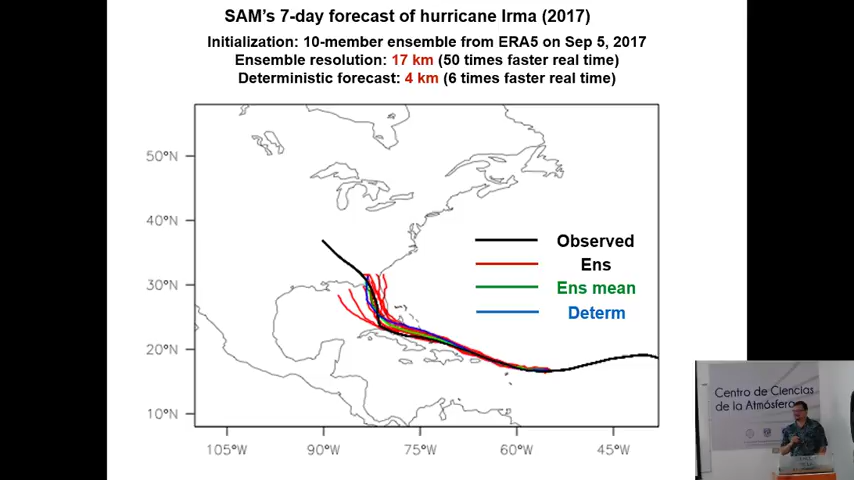 SAM's 7-day forecast of hurricane Irma (2017)
Initialization: 10-member ensemble from ERA5 on Sep 5, 2017
Ensemble resolution: 17 km (50 times faster real time)
Deterministic forecast: 4 km (6 times faster real time)
50°N
40°N
30°N
20°N
10°N
Observed
Ens
Ens mean
Determ
105°W
90°W
75°W
60°W
45°W
Centro de Ciencias
de la Atmósfera